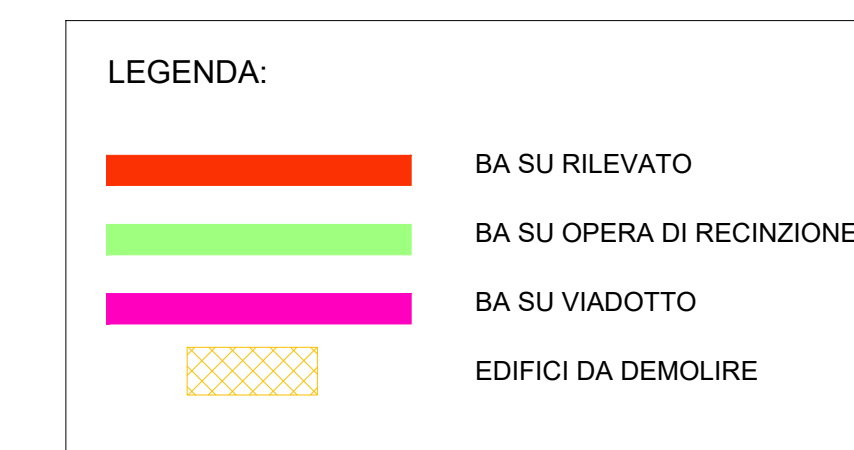 LEGENDA:
BA SU RILEVATO
BA SU OPERA DI RECINZIONE
BA SU VIADOTTO
EDIFICI DA DEMOLIRE